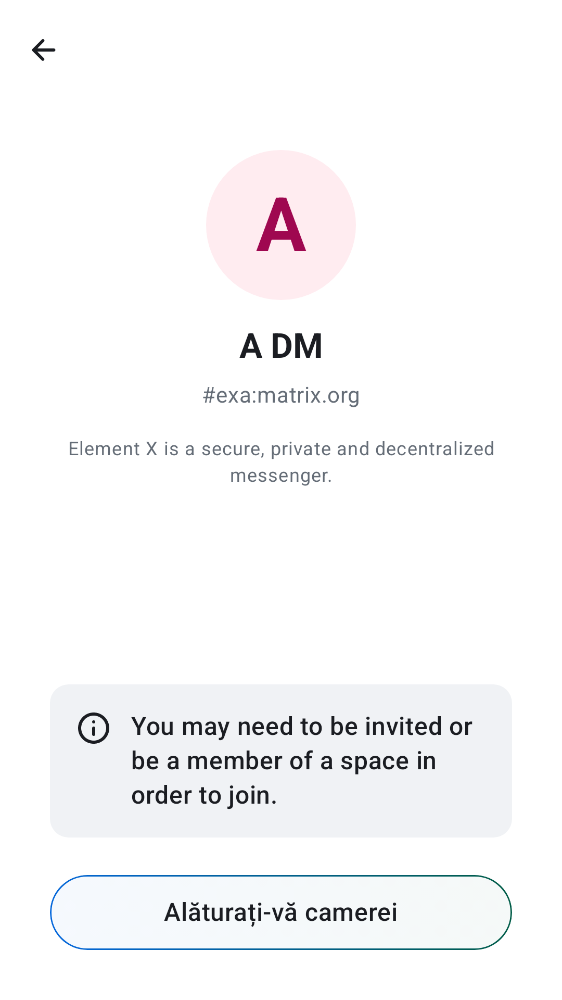 A
A DM
#exa:matrix.org
Element X is a secure, private and decentralized
messenger.
You may need to be invited or
be a member of a space in
order to join.
Alăturați-vă camerei